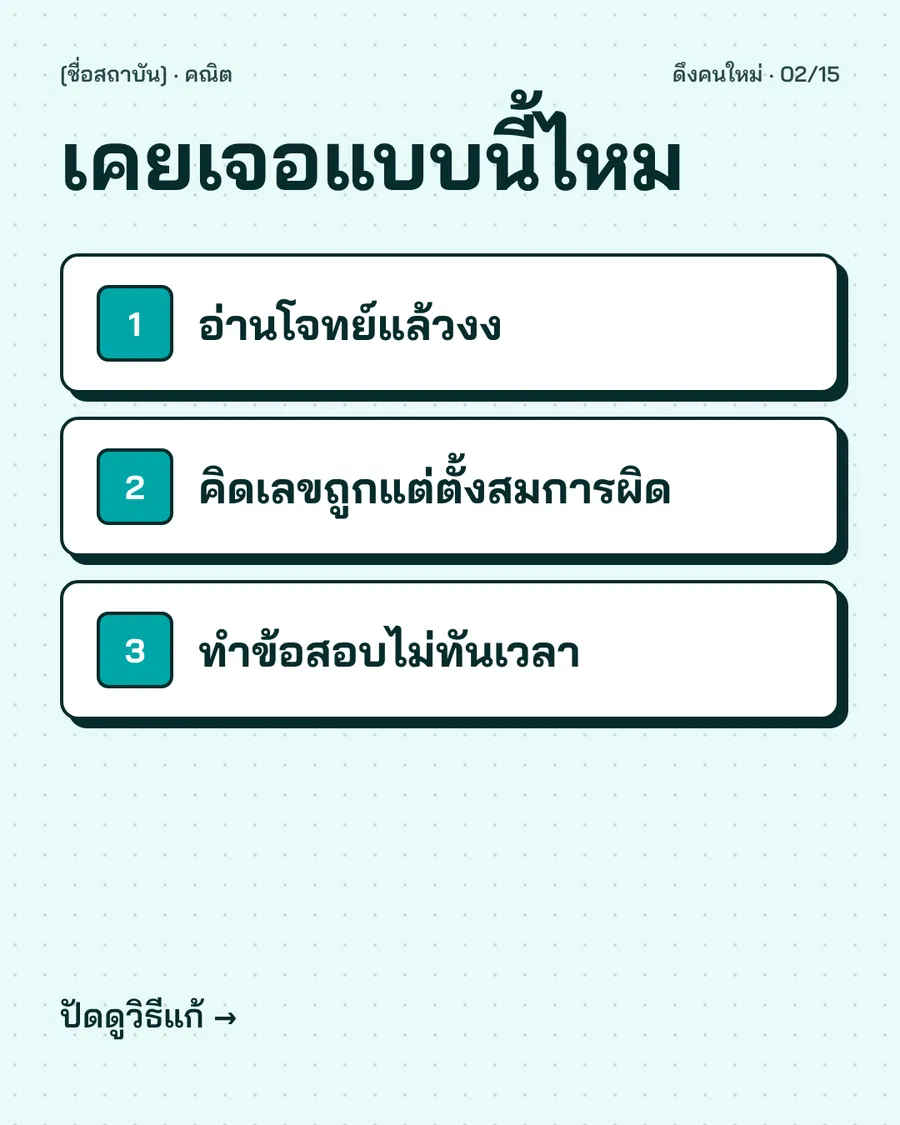 (ชื่อสถาบัน) · คณิต
ดึงคนใหม่ · 02/15
เคยเจอแบบนี้ไหม
1 อ่านโจทย์แล้วงง
2 คิดเลขถูกแต่ตั้งสมการผิด
3 ทำข้อสอบไม่ทันเวลา
ปัดดูวิธีแก้ →